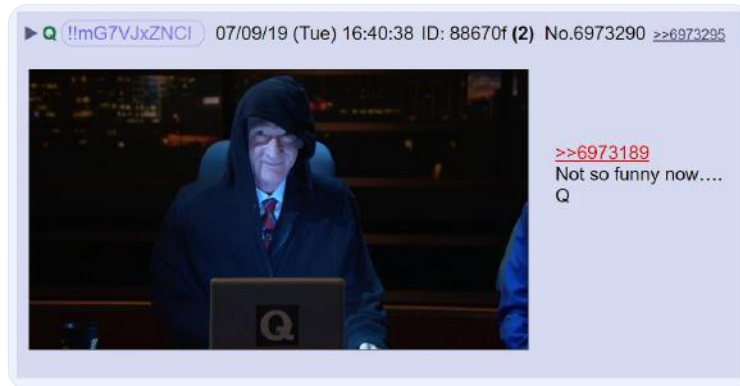 ▶ Q !!mG7VJxZNCI 07/09/19 (Tue) 16:40:38 ID: 88670f (2) No.6973290 >>6973295
>>6973189
Not so funny now….
Q
Q